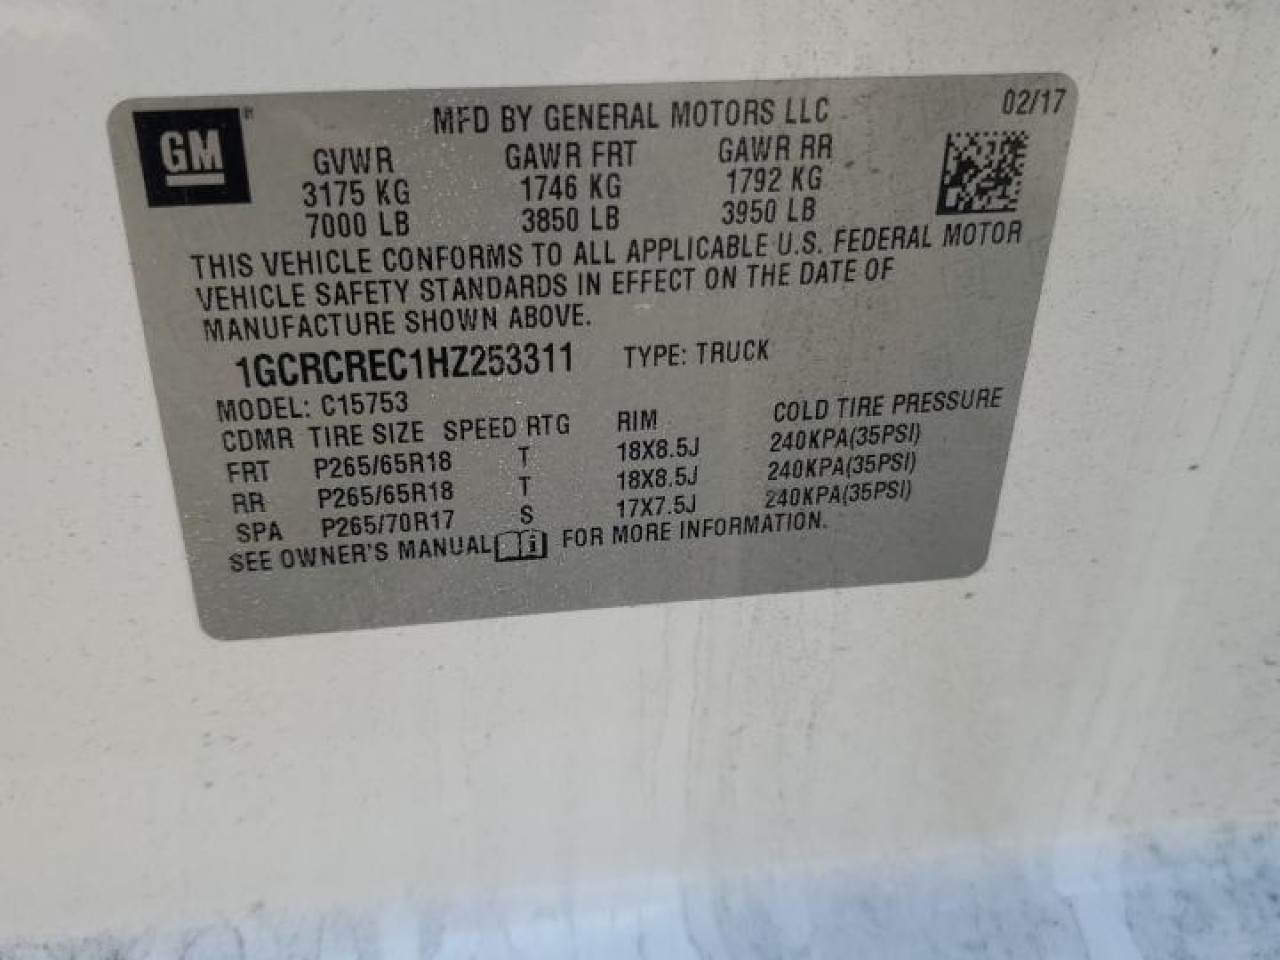 GM
MFD BY GENERAL MOTORS LLC 02/17
GVWR GAWR FRT GAWR RR
3175 KG 1746 KG 1792 KG
7000 LB 3850 LB 3950 LB
THIS VEHICLE CONFORMS TO ALL APPLICABLE U.S. FEDERAL MOTOR
VEHICLE SAFETY STANDARDS IN EFFECT ON THE DATE OF
MANUFACTURE SHOWN ABOVE.
1GCRCREC1HZ253311 TYPE: TRUCK
MODEL: C15753
CDMR TIRE SIZE SPEED RTG RIM COLD TIRE PRESSURE
FRT P265/65R18 T 18X8.5J 240KPA(35PSI)
RR P265/65R18 T 18X8.5J 240KPA(35PSI)
SPA P265/70R17 S 17X7.5J 240KPA(35PSI)
SEE OWNER'S MANUAL i FOR MORE INFORMATION.